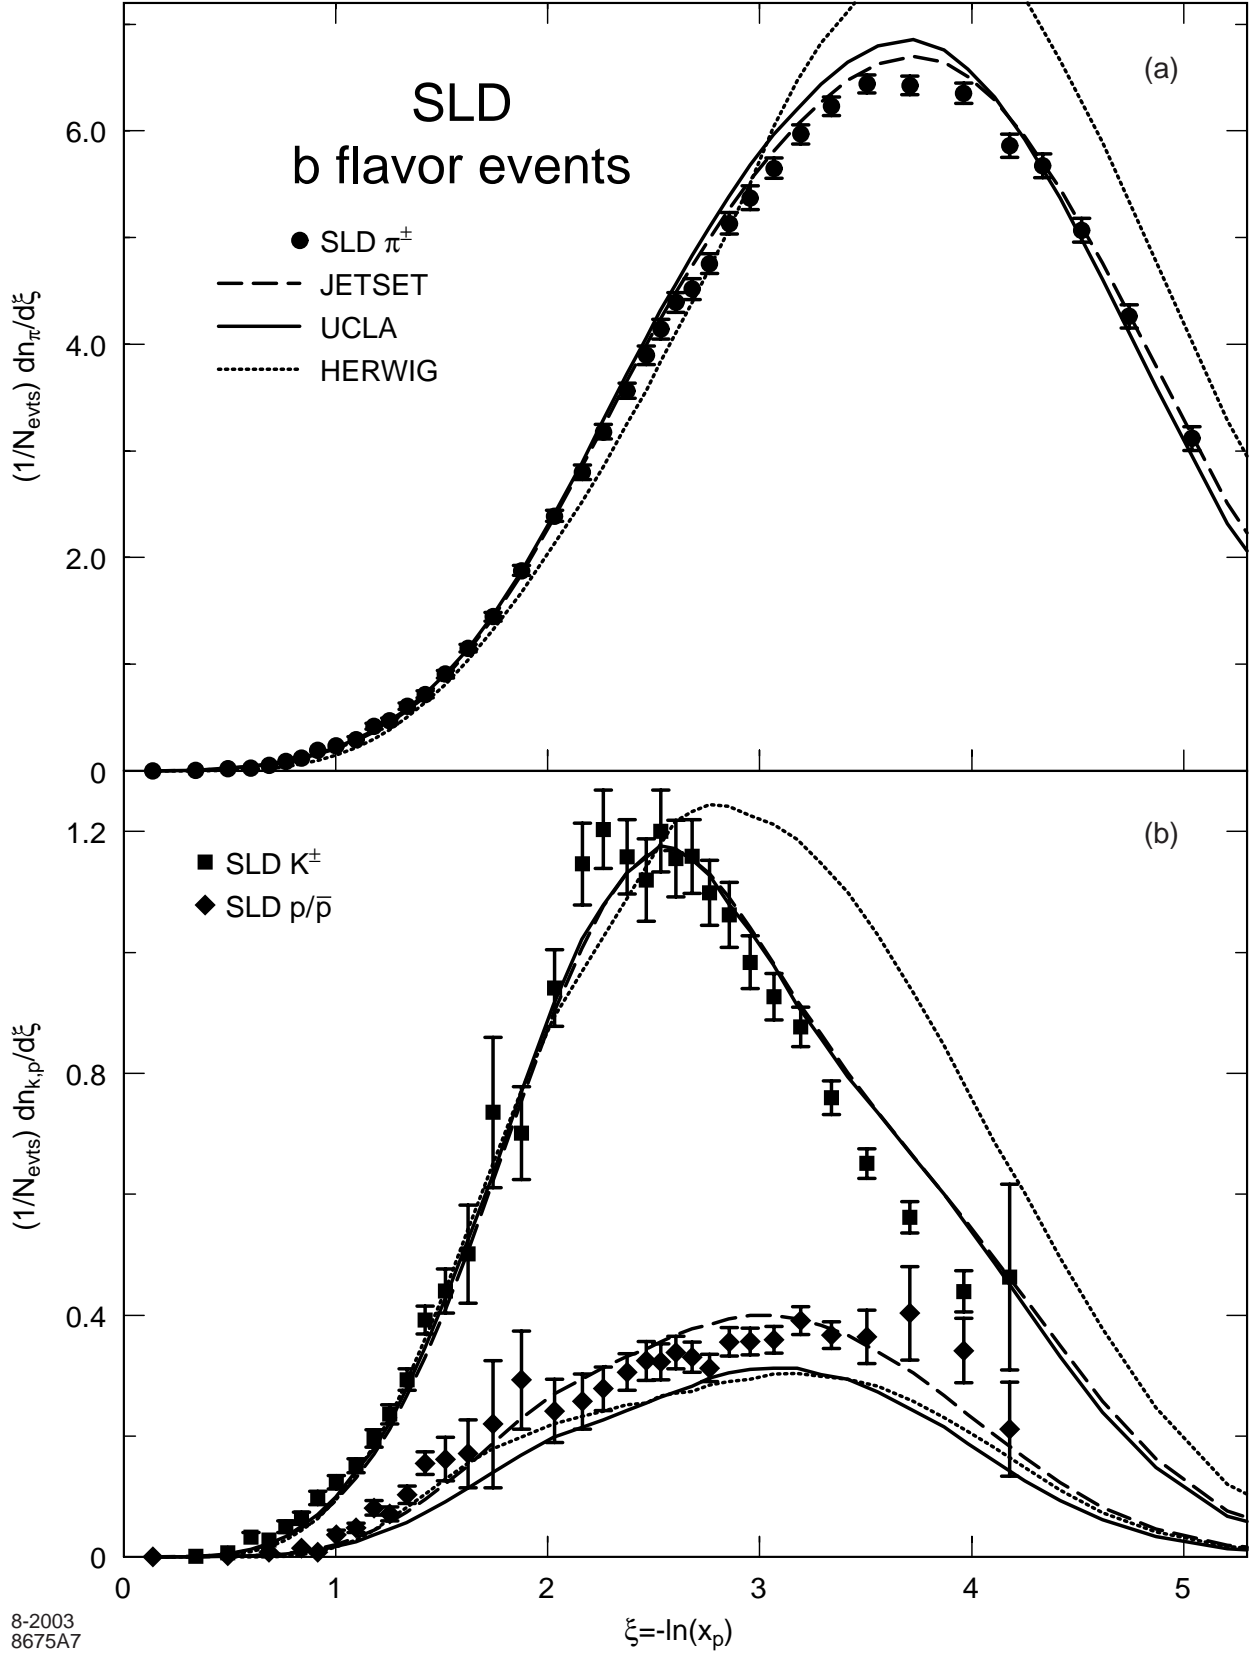 (a)
SLD
b flavor events
SLD π±
JETSET
UCLA
HERWIG
(1/Nevts) dnπ/dξ
6.0
4.0
2.0
0
(b)
SLD K±
SLD p/p̅
(1/Nevts) dnk,p/dξ
1.2
0.8
0.4
0
0 1 2 3 4 5
ξ=-ln(xp)
8-2003
8675A7